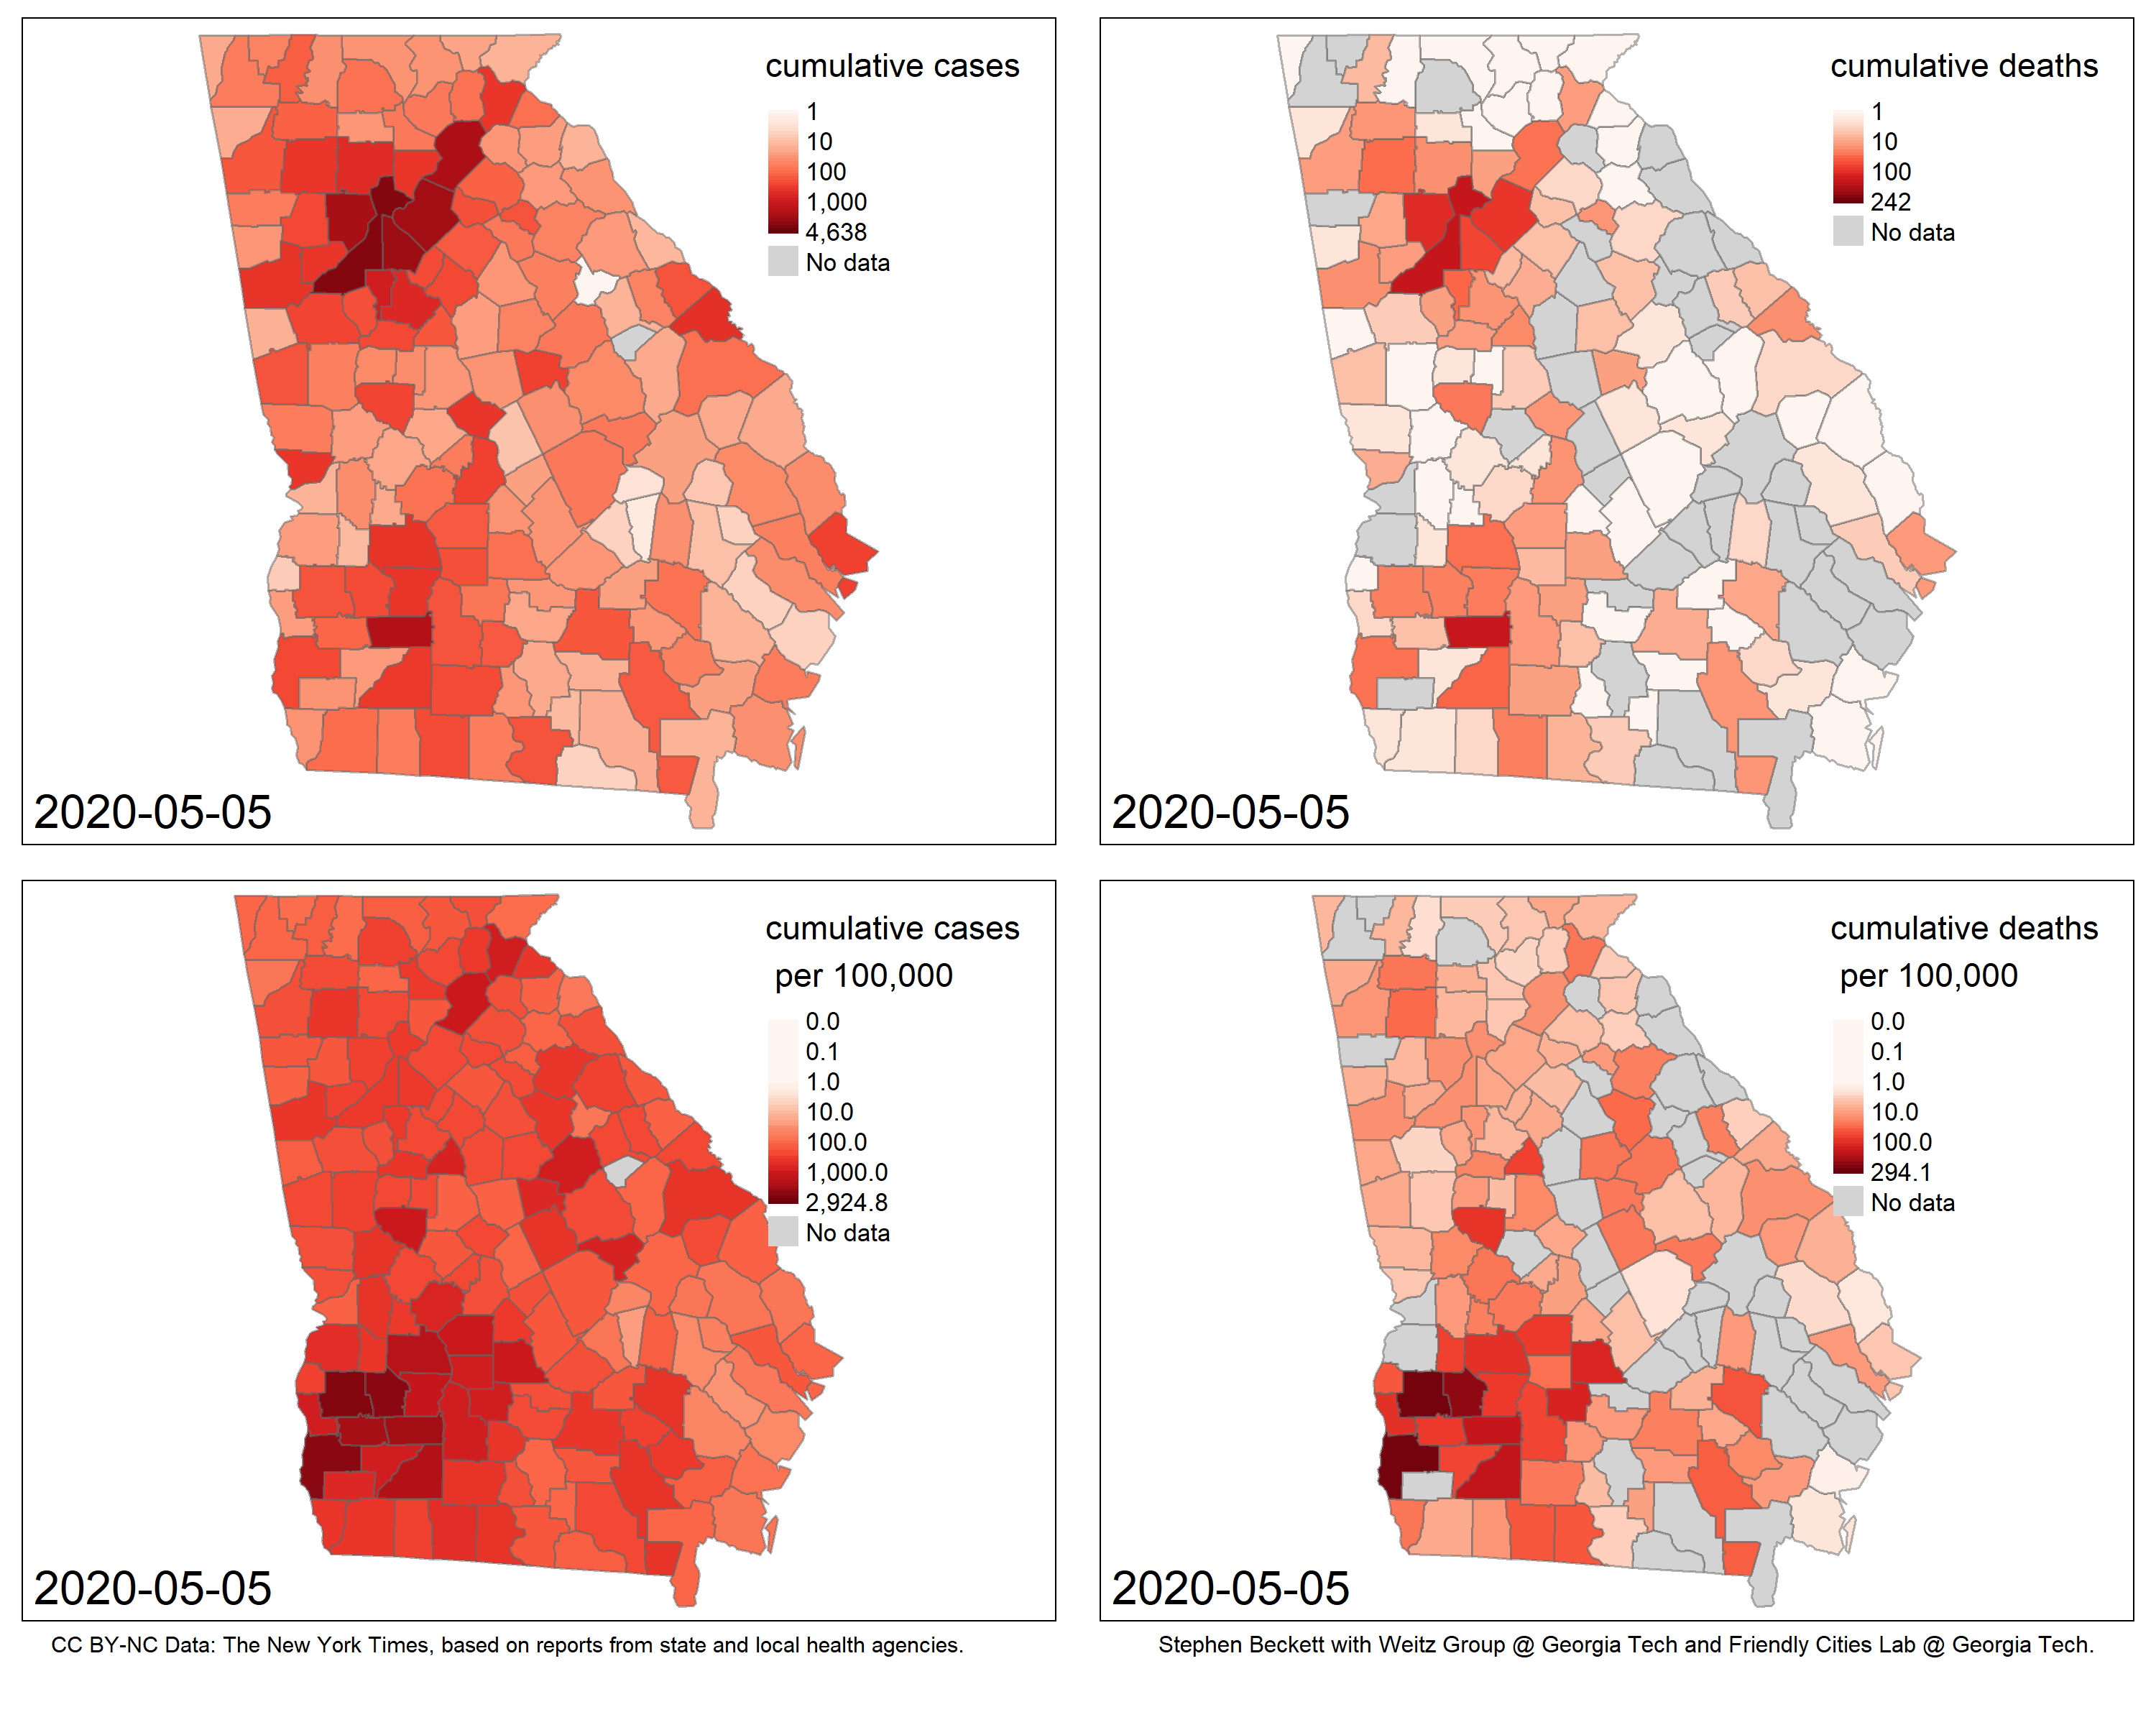 cumulative cases
1
10
100
1,000
4,638
No data
2020-05-05
cumulative deaths
1
10
100
242
No data
2020-05-05
cumulative cases
per 100,000
0.0
0.1
1.0
10.0
100.0
1,000.0
2,924.8
No data
2020-05-05
cumulative deaths
per 100,000
0.0
0.1
1.0
10.0
100.0
294.1
No data
2020-05-05
CC BY-NC Data: The New York Times, based on reports from state and local health agencies.
Stephen Beckett with Weitz Group @ Georgia Tech and Friendly Cities Lab @ Georgia Tech.